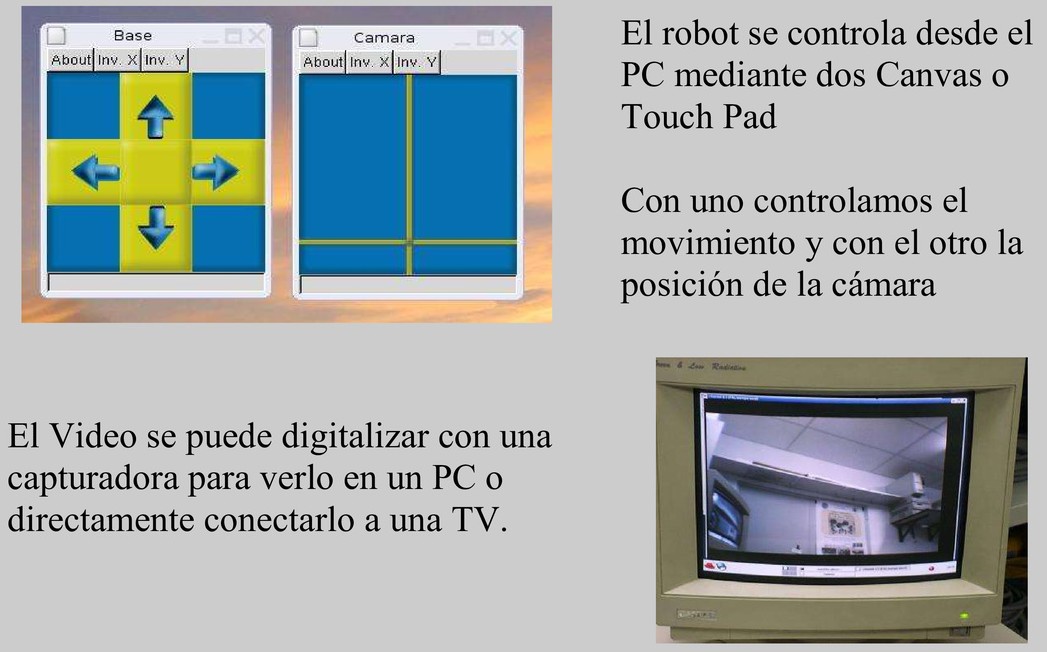 Base
About Inv. X Inv. Y
Camara
About Inv. X Inv. Y
El robot se controla desde el
PC mediante dos Canvas o
Touch Pad
Con uno controlamos el
movimiento y con el otro la
posición de la cámara
El Video se puede digitalizar con una
capturadora para verlo en un PC o
directamente conectarlo a una TV.
& Low Radiation